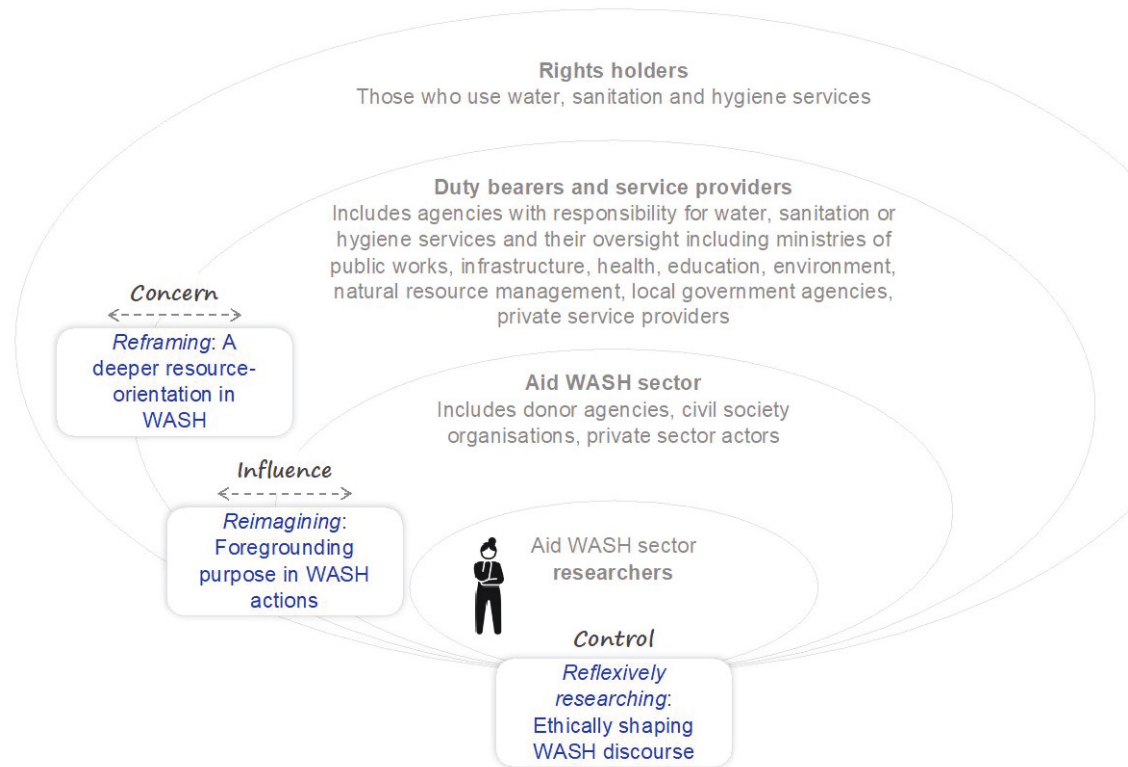 Rights holders
Those who use water, sanitation and hygiene services
Duty bearers and service providers
Includes agencies with responsibility for water, sanitation or
hygiene services and their oversight including ministries of
public works, infrastructure, health, education, environment,
natural resource management, local government agencies,
private service providers
Concern
Reframing: A
deeper resource-
orientation in
WASH
Aid WASH sector
Includes donor agencies, civil society
organisations, private sector actors
Influence
Reimagining:
Foregrounding
purpose in WASH
actions
Aid WASH sector
researchers
Control
Reflexively
researching:
Ethically shaping
WASH discourse